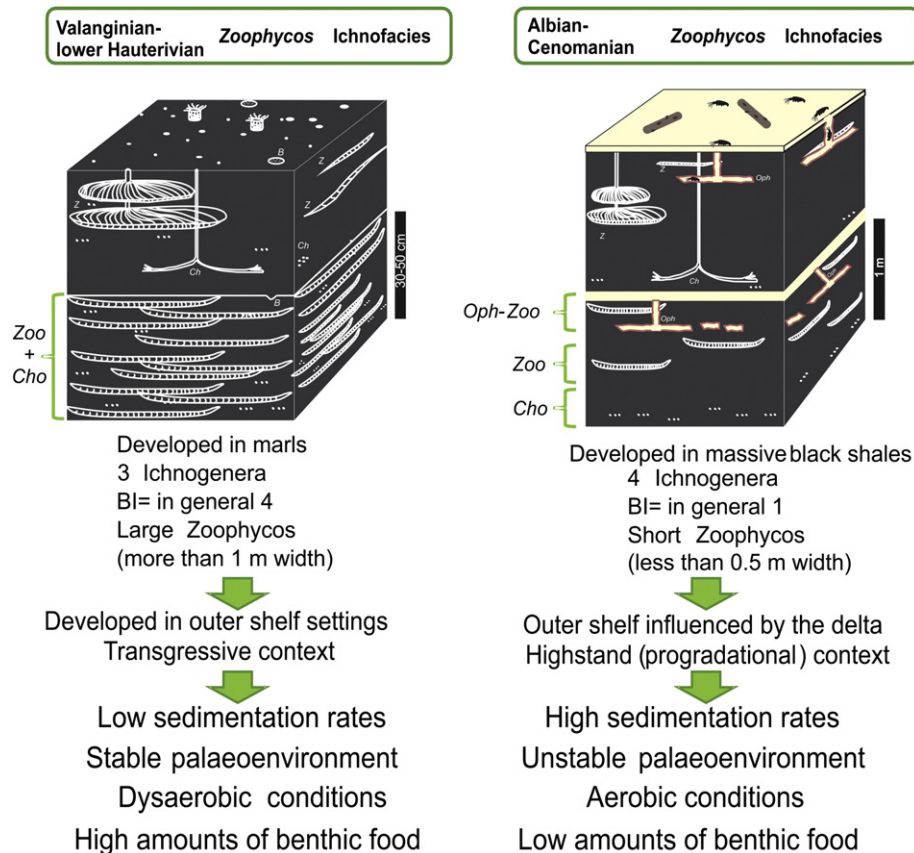 Valanginian-
lower Hauterivian Zoophycos Ichnofacies
B
Z
Z
Z
Z
Ch
Ch
30-50 cm
B
Zoo
+
Cho
Developed in marls
3 Ichnogenera
BI= in general 4
Large Zoophycos
(more than 1 m width)
Developed in outer shelf settings
Transgressive context
Low sedimentation rates
Stable palaeoenvironment
Dysaerobic conditions
High amounts of benthic food
Albian-
Cenomanian Zoophycos Ichnofacies
Z
Oph
Z
Ch
1 m
Oph
Oph
Oph-Zoo
Zoo
Cho
Developed in massive black shales
4 Ichnogenera
BI= in general 1
Short Zoophycos
(less than 0.5 m width)
Outer shelf influenced by the delta
Highstand (progradational) context
High sedimentation rates
Unstable palaeoenvironment
Aerobic conditions
Low amounts of benthic food